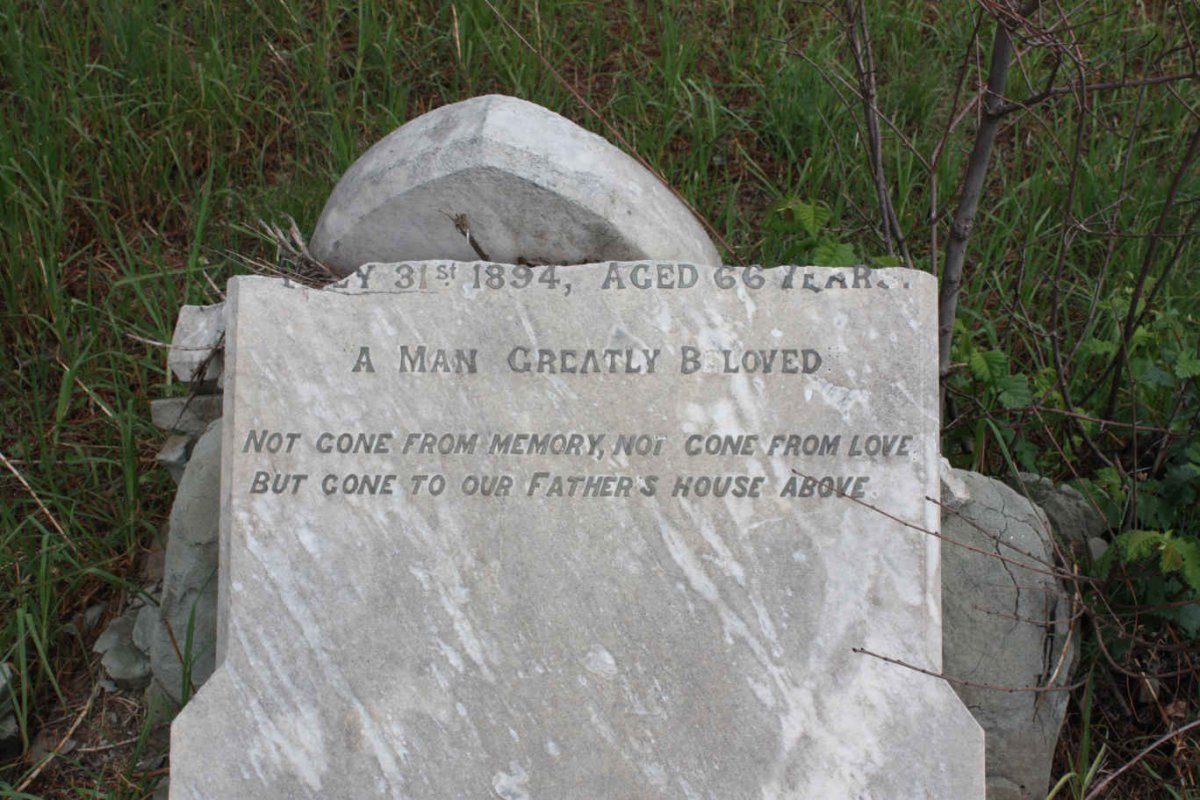 31st 1894, AGED 66 YEARS.
A MAN GREATLY BELOVED
NOT GONE FROM MEMORY, NOT GONE FROM LOVE
BUT GONE TO OUR FATHER'S HOUSE ABOVE